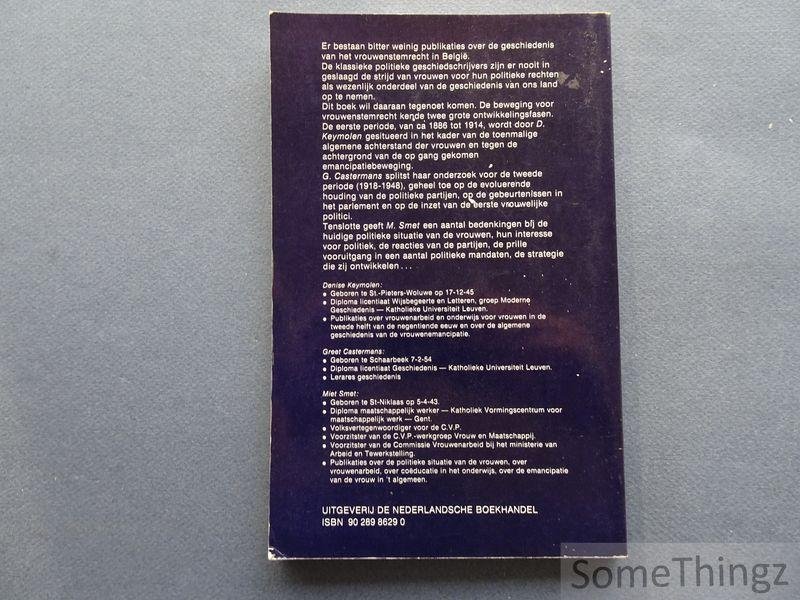 Er bestaan bitter weinig publikaties over de geschiedenis
van het vrouwenstemrecht in België.
De klassieke politieke geschiedschrijvers zijn er nooit in
geslaagd de strijd van vrouwen voor hun politieke rechten
als wezenlijk onderdeel van de geschiedenis van ons land
op te nemen.
Dit boek wil daaraan tegenoet komen. De beweging voor
vrouwenstemrecht kende twee grote ontwikkelingsfasen.
De eerste periode, van ca 1886 tot 1914, wordt door D.
Keymolen gesitueerd in het kader van de toenmalige
algemene achterstand der vrouwen en tegen de
achtergrond van de op gang gekomen
emancipatiebeweging.
G. Castermans splitst haar onderzoek voor de tweede
periode (1918-1948), geheel toe op de evoluerende
houding van de politieke partijen, op de gebeurtenissen in
het parlement en op de inzet van de eerste vrouwelijke
politici.
Tenslotte geeft M. Smet een aantal bedenkingen bij de
huidige politieke situatie van de vrouwen, hun interesse
voor politiek, de reacties van de partijen, de prille
vooruitgang in een aantal politieke mandaten, de strategie
die zij ontwikkelen...
Denise Keymolen:
• Geboren te St.-Pieters-Woluwe op 17-12-45
• Diploma licentiaat Wijsbegeerte en Letteren, groep Moderne
Geschiedenis — Katholieke Universiteit Leuven.
• Publikaties over vrouwenarbeid en onderwijs voor vrouwen in de
tweede helft van de negentiende eeuw en over de algemene
geschiedenis van de vrouwenemancipatie.
Greet Castermans:
• Geboren te Schaarbeek 7-2-54
• Diploma licentiaat Geschiedenis — Katholieke Universiteit Leuven.
• Lerares geschiedenis
Miet Smet:
• Geboren te St-Niklaas op 5-4-43.
• Diploma maatschappelijk werker — Katholiek Vormingscentrum voor
maatschappelijk werk — Gent.
• Volksvertegenwoordiger voor de C.V.P.
• Voorzitster van de C.V.P.-werkgroep Vrouw en Maatschappij.
• Voorzitster van de Commissie Vrouwenarbeid bij het ministerie van
Arbeid en Tewerkstelling.
• Publikaties over de politieke situatie van de vrouwen, over
vrouwenarbeid, over coëducatie in het onderwijs, over de emancipatie
van de vrouw in 't algemeen.
UITGEVERIJ DE NEDERLANDSCHE BOEKHANDEL
ISBN 90 289 8629 0
SomeThingz